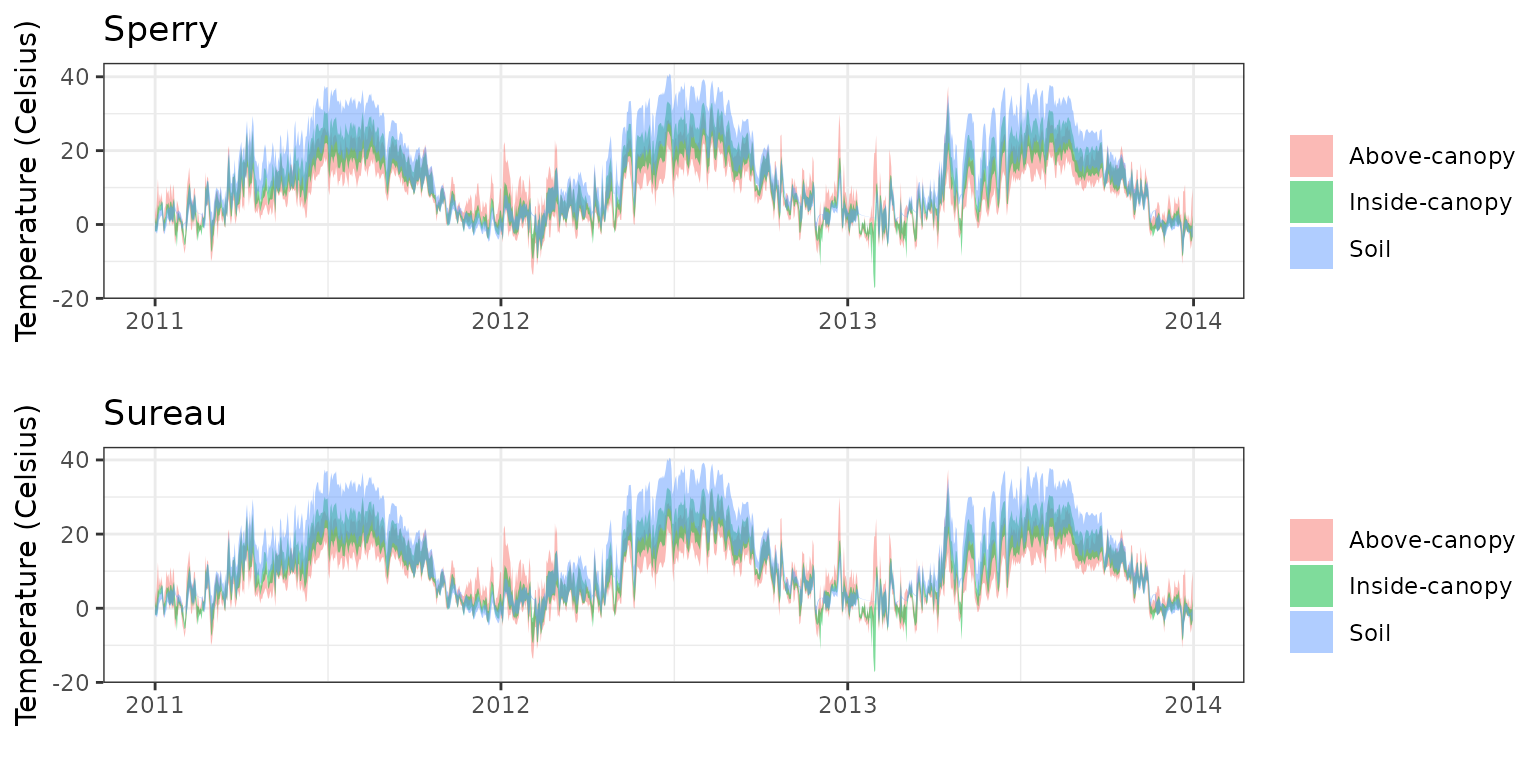 Sperry
Temperature (Celsius)
40
20
0
-20
2011 2012 2013 2014
Above-canopy
Inside-canopy
Soil
Sureau
Temperature (Celsius)
40
20
0
-20
2011 2012 2013 2014
Above-canopy
Inside-canopy
Soil